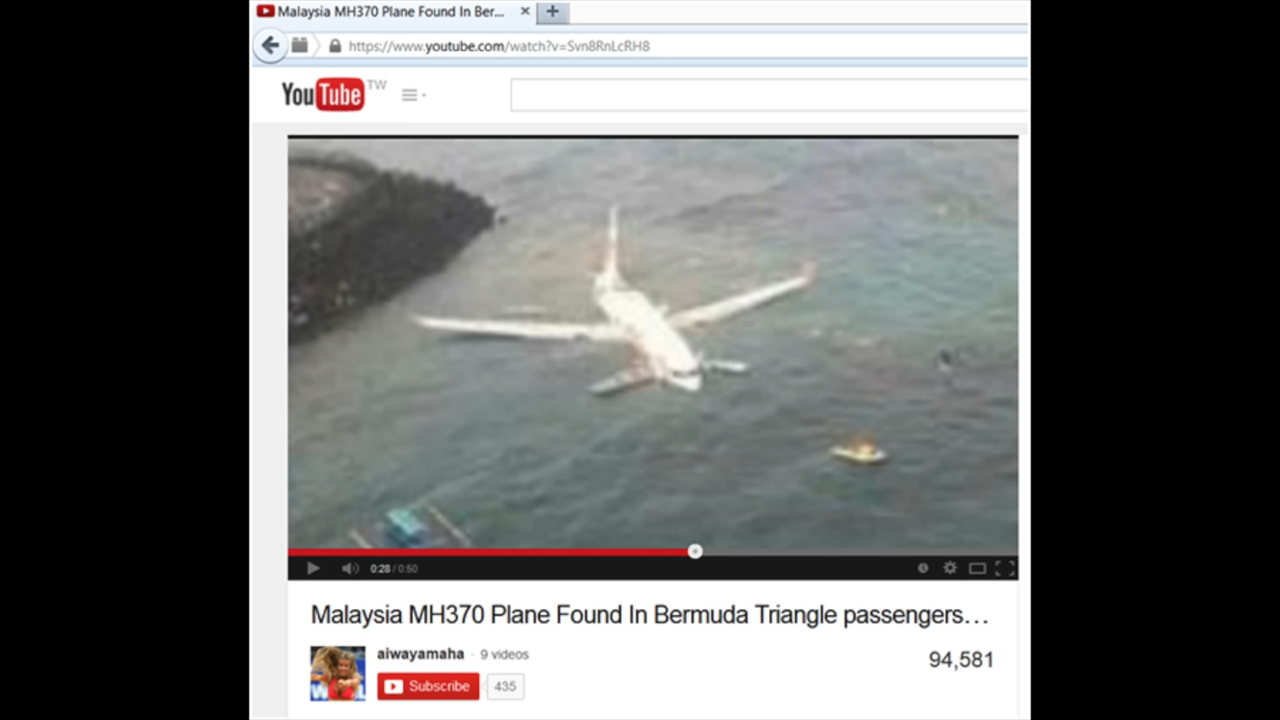 Malaysia MH370 Plane Found In Ber...
https://www.youtube.com/watch?v=Svn8RnLcRH8
YouTube TW
0:28 / 0:50
Malaysia MH370 Plane Found In Bermuda Triangle passengers...
aiwayamaha · 9 videos
94,581
Subscribe 435